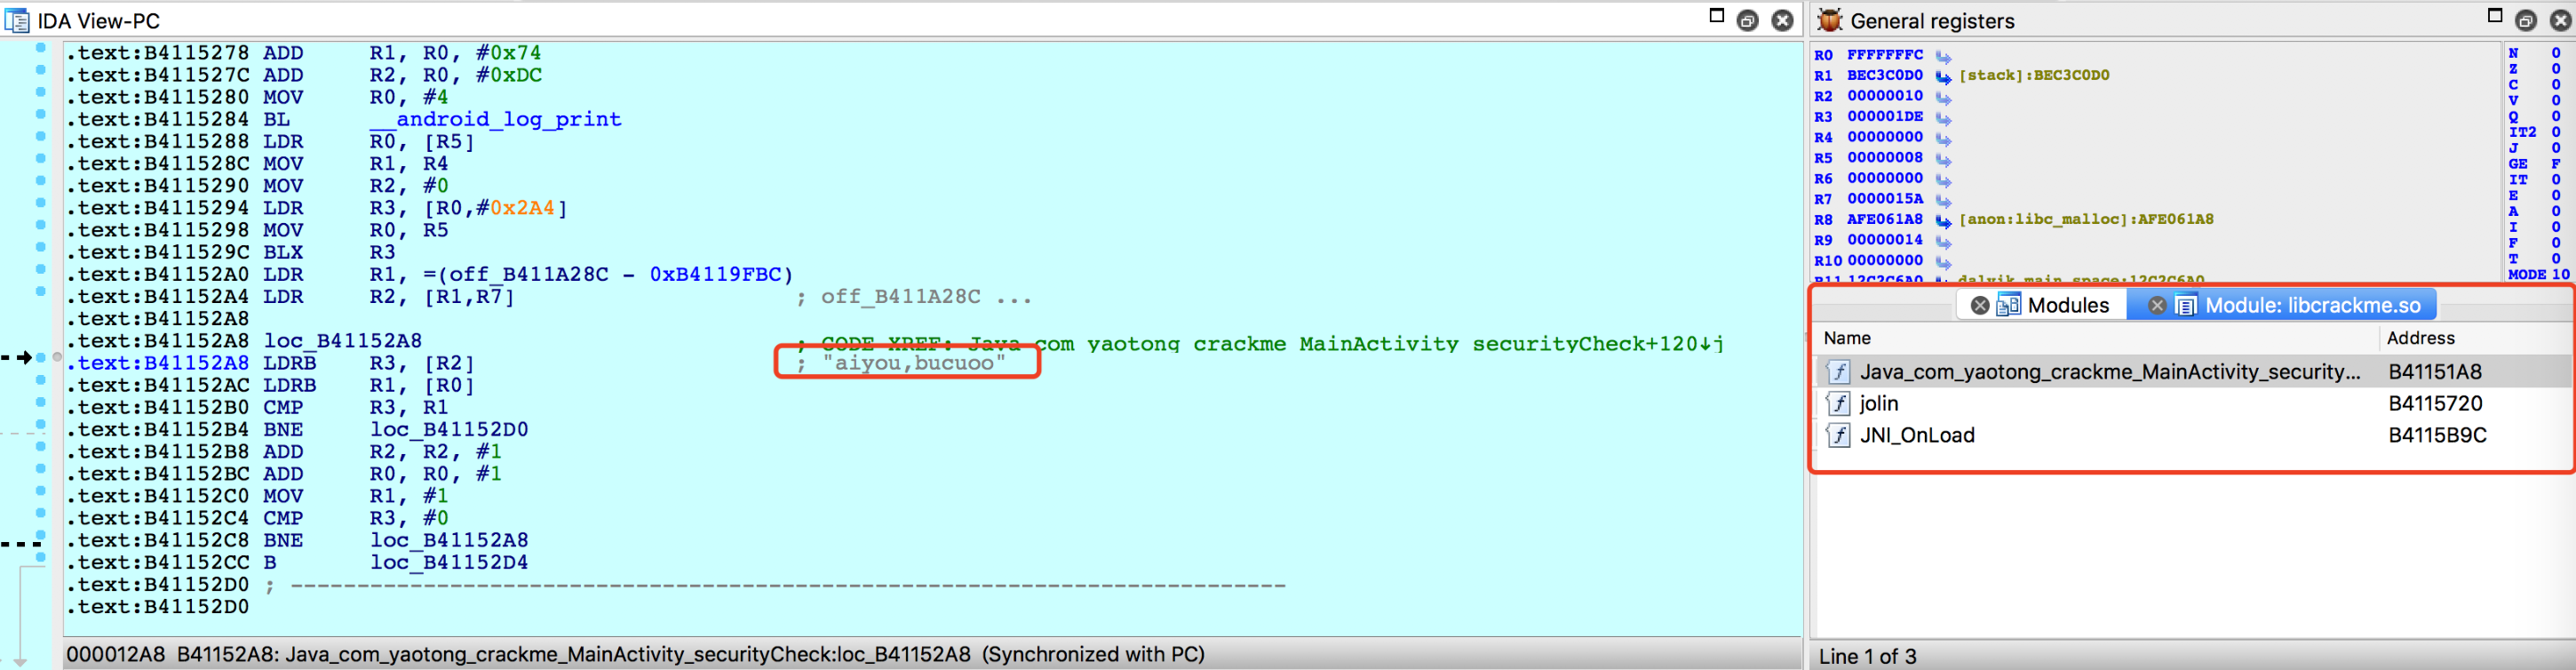 IDA View-PC
.text:B4115278 ADD R1, R0, #0x74
.text:B411527C ADD R2, R0, #0xDC
.text:B4115280 MOV R0, #4
.text:B4115284 BL __android_log_print
.text:B4115288 LDR R0, [R5]
.text:B411528C MOV R1, R4
.text:B4115290 MOV R2, #0
.text:B4115294 LDR R3, [R0,#0x2A4]
.text:B4115298 MOV R0, R5
.text:B411529C BLX R3
.text:B41152A0 LDR R1, =(off_B411A28C - 0xB4119FBC)
.text:B41152A4 LDR R2, [R1,R7] ; off_B411A28C ...
.text:B41152A8
.text:B41152A8 loc_B41152A8 ; CODE XREF: Java_com_yaotong_crackme_MainActivity_securityCheck+120↓j
.text:B41152A8 LDRB R3, [R2] ; "aiyou,bucuoo"
.text:B41152AC LDRB R1, [R0]
.text:B41152B0 CMP R3, R1
.text:B41152B4 BNE loc_B41152D0
.text:B41152B8 ADD R2, R2, #1
.text:B41152BC ADD R0, R0, #1
.text:B41152C0 MOV R1, #1
.text:B41152C4 CMP R3, #0
.text:B41152C8 BNE loc_B41152A8
.text:B41152CC B loc_B41152D4
.text:B41152D0 ; ---------------------------------------------------------------------------
.text:B41152D0
000012A8 B41152A8: Java_com_yaotong_crackme_MainActivity_securityCheck:loc_B41152A8 (Synchronized with PC)
General registers
R0 FFFFFFFC
R1 BEC3C0D0 [stack]:BEC3C0D0
R2 00000010
R3 000001DE
R4 00000000
R5 00000008
R6 00000000
R7 0000015A
R8 AFE061A8 [anon:libc_malloc]:AFE061A8
R9 00000014
R10 00000000
R11 12C2C6A0 dalvik_main_space:12C2C6A0
N 0
Z 0
C 0
V 0
Q 0
IT2 0
J 0
GE F
IT 0
E 0
A 0
I 0
F 0
T 0
MODE 10
Modules
Module: libcrackme.so
Name Address
Java_com_yaotong_crackme_MainActivity_security... B41151A8
jolin B4115720
JNI_OnLoad B4115B9C
Line 1 of 3